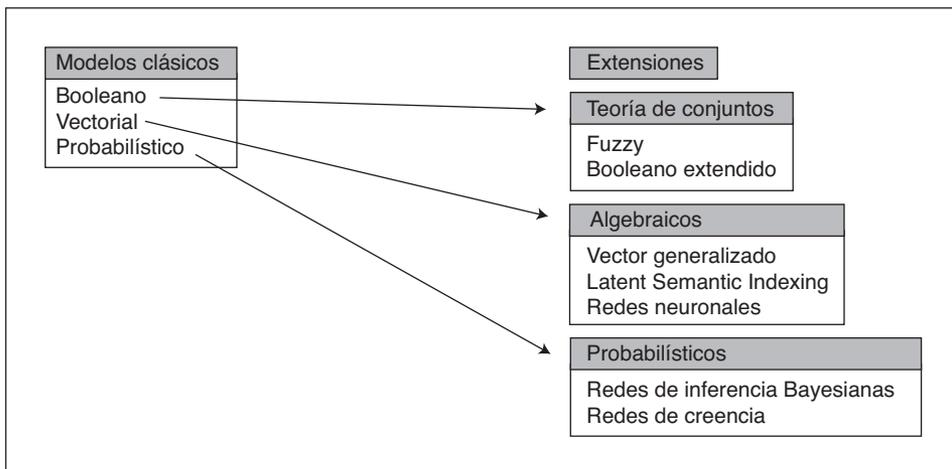 Modelos clásicos
Booleano
Vectorial
Probabilístico
Extensiones
Teoría de conjuntos
Fuzzy
Booleano extendido
Algebraicos
Vector generalizado
Latent Semantic Indexing
Redes neuronales
Probabilísticos
Redes de inferencia Bayesianas
Redes de creencia